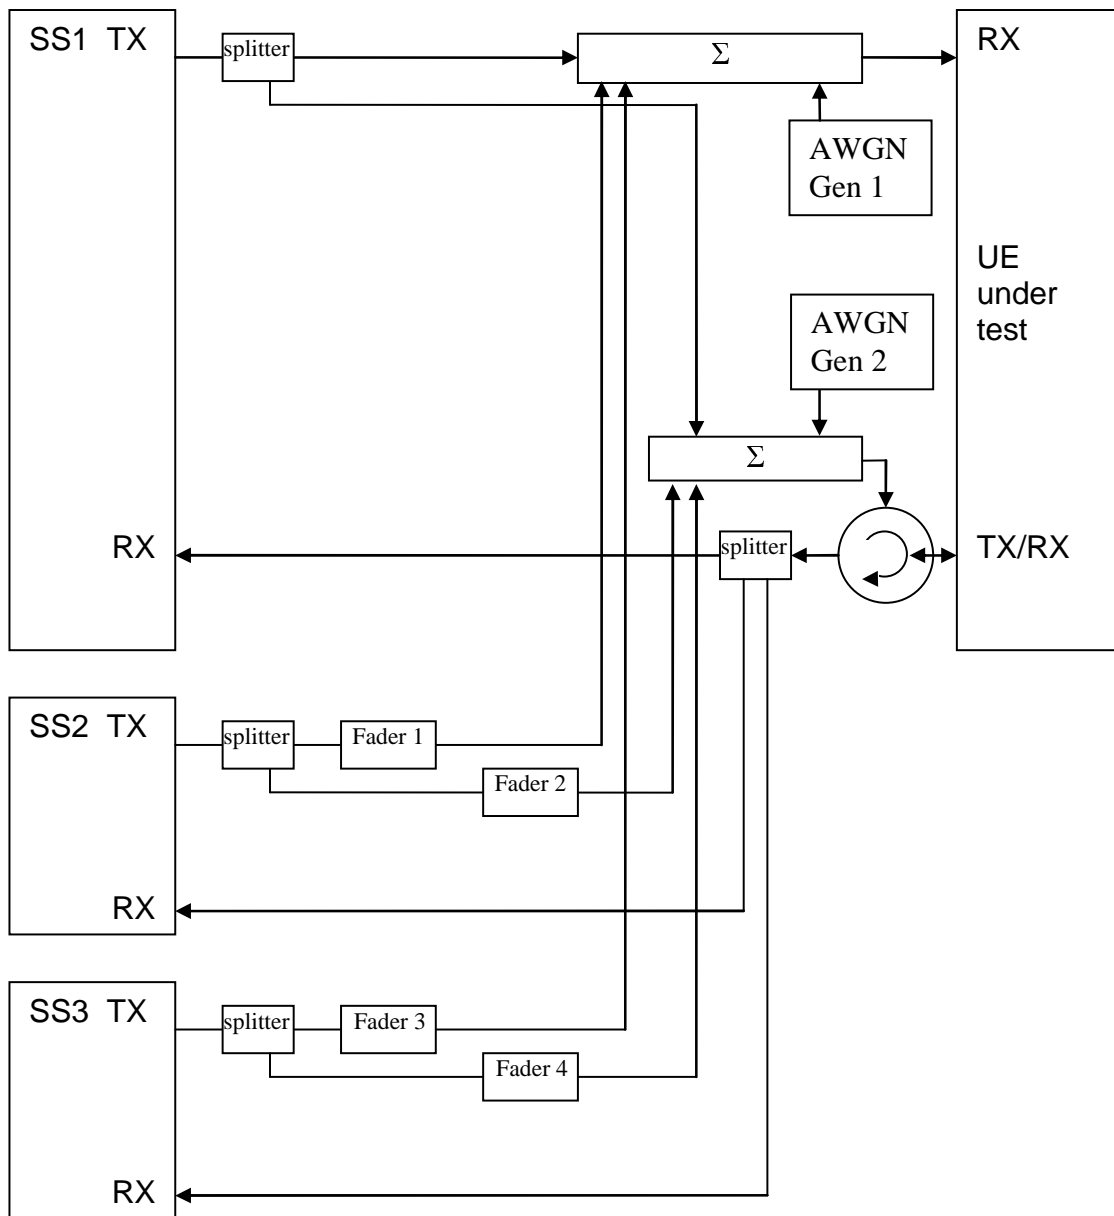 SS1 TX
splitter
Σ
RX
AWGN
Gen 1
UE
under
test
AWGN
Gen 2
Σ
RX
splitter
TX/RX
SS2 TX
splitter
Fader 1
Fader 2
RX
SS3 TX
splitter
Fader 3
Fader 4
RX